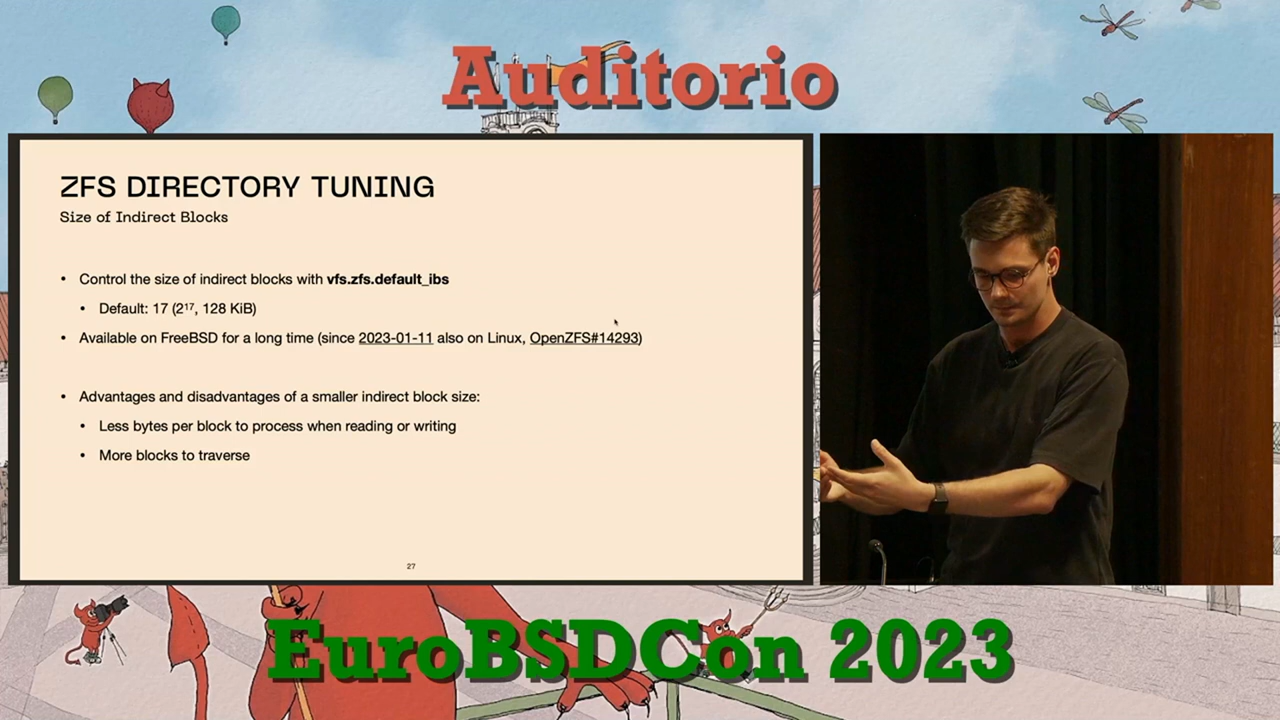 Auditorio
ZFS DIRECTORY TUNING
Size of Indirect Blocks
• Control the size of indirect blocks with vfs.zfs.default_ibs
• Default: 17 (2¹⁷, 128 KiB)
• Available on FreeBSD for a long time (since 2023-01-11 also on Linux, OpenZFS#14293)
• Advantages and disadvantages of a smaller indirect block size:
• Less bytes per block to process when reading or writing
• More blocks to traverse
27
EuroBSDCon 2023